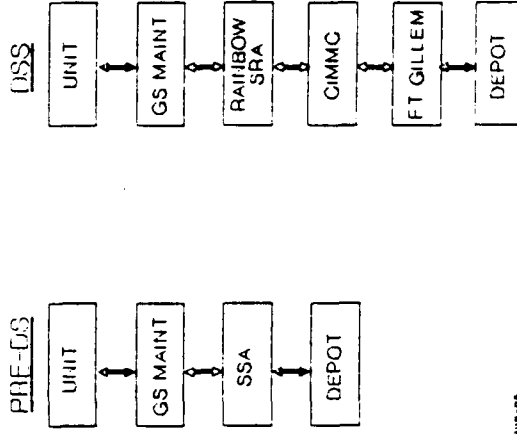 PRE-DS
UNIT
GS MAINT
SSA
DEPOT
DSS
UNIT
GS MAINT
RAINBOW
SRA
CIMMC
FT GILLEM
DEPOT